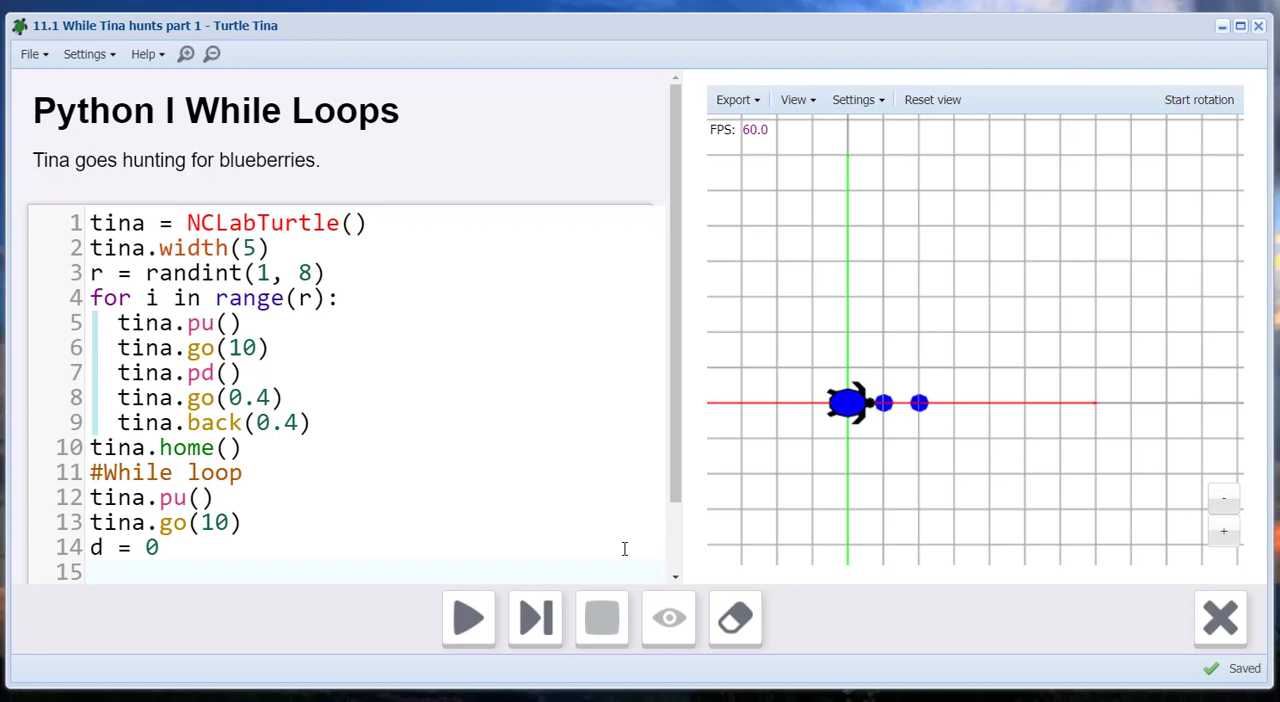 11.1 While Tina hunts part 1 - Turtle Tina
File Settings Help
Python I While Loops
Tina goes hunting for blueberries.
1 tina = NCLabTurtle()
2 tina.width(5)
3 r = randint(1, 8)
4 for i in range(r):
5 tina.pu()
6 tina.go(10)
7 tina.pd()
8 tina.go(0.4)
9 tina.back(0.4)
10 tina.home()
11 #While loop
12 tina.pu()
13 tina.go(10)
14 d = 0
15
Export View Settings Reset view Start rotation
FPS: 60.0
-
+
Saved